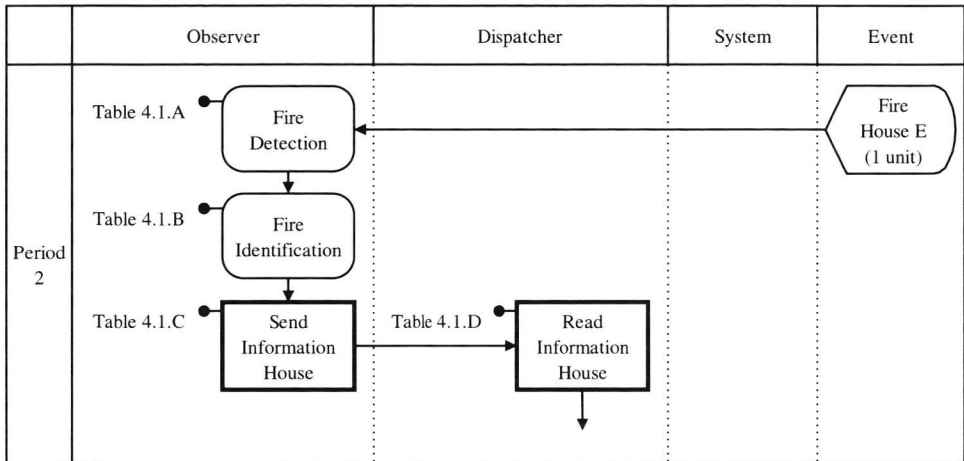 Observer
Dispatcher
System
Event
Period
2
Table 4.1.A
Fire
Detection
Fire
House E
(1 unit)
Table 4.1.B
Fire
Identification
Table 4.1.C
Send
Information
House
Table 4.1.D
Read
Information
House